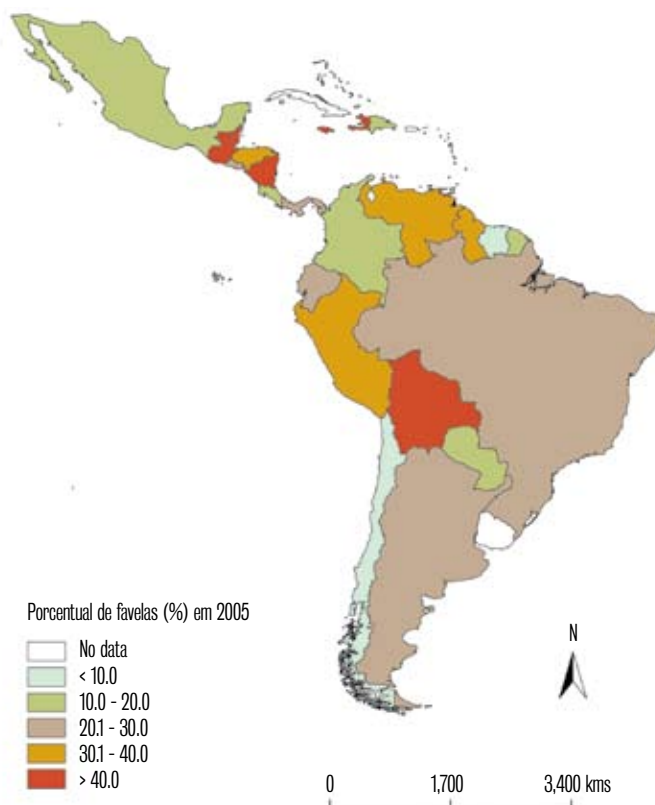 Porcentual de favelas (%) em 2005
No data
< 10.0
10.0 - 20.0
20.1 - 30.0
30.1 - 40.0
> 40.0
N
0 1,700 3,400 kms